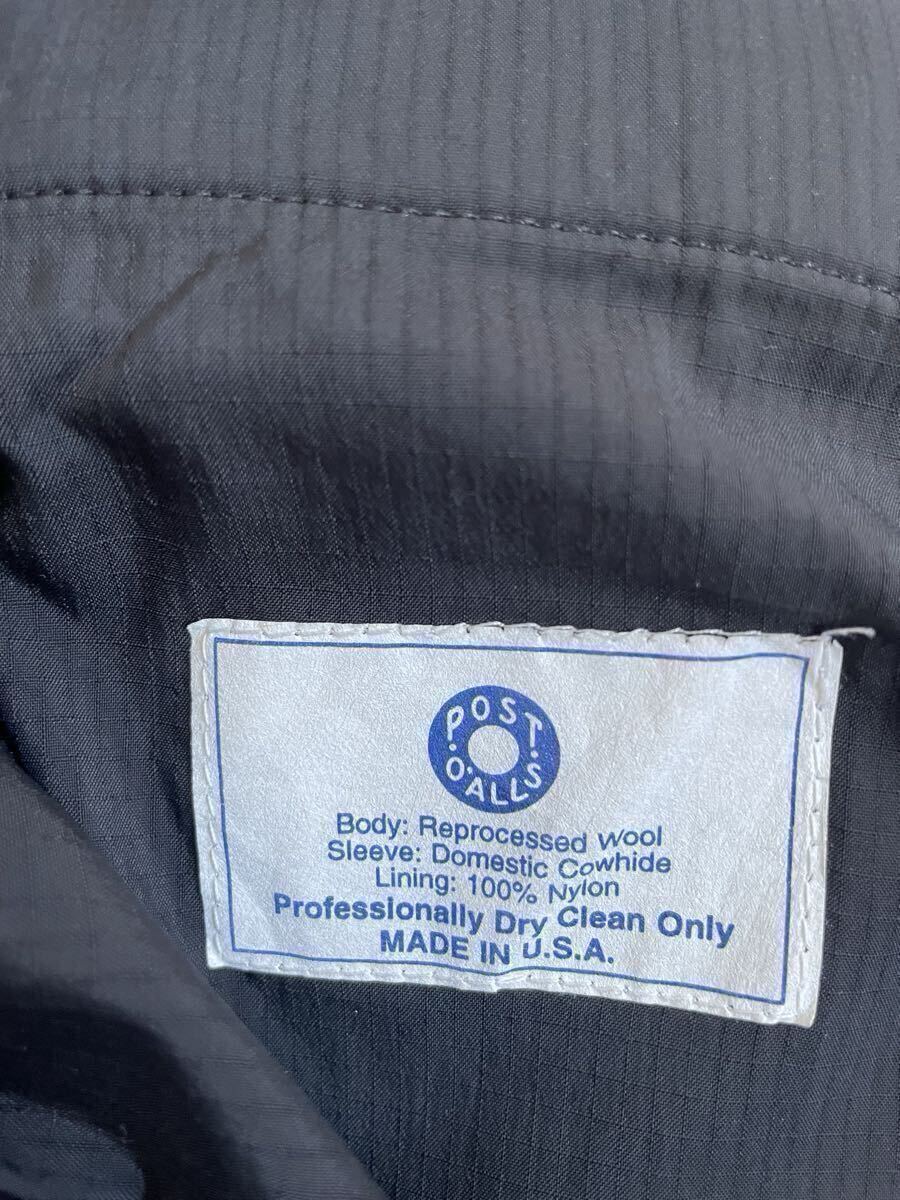 POST
O'ALLS
Body: Reprocessed Wool
Sleeve: Domestic Cowhide
Lining: 100% Nylon
Professionally Dry Clean Only
MADE IN U.S.A.